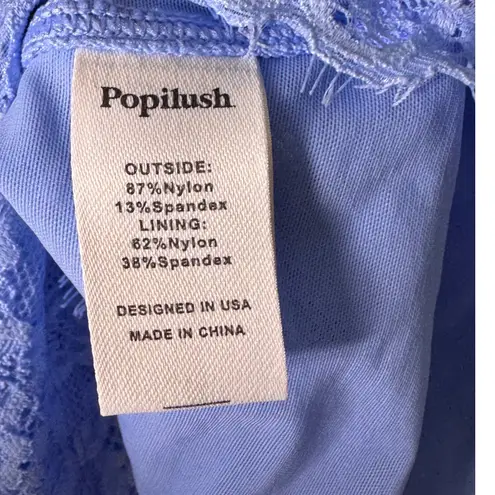 Popilush
OUTSIDE:
87%Nylon
13%Spandex
LINING:
62%Nylon
38%Spandex
DESIGNED IN USA
MADE IN CHINA